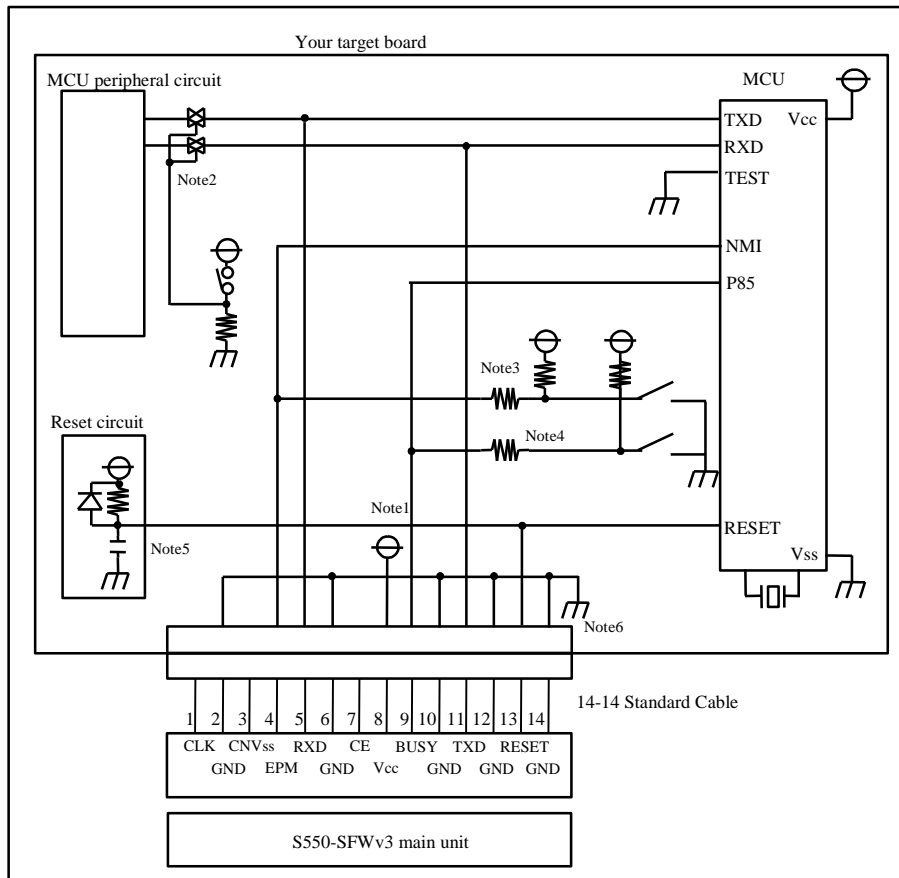 Your target board
MCU peripheral circuit
MCU
TXD
Vcc
RXD
Note2
TEST
NMI
P85
Note3
Reset circuit
Note4
Note1
RESET
Note5
Vss
Note6
14-14 Standard Cable
1 2 3 4 5 6 7 8 9 10 11 12 13 14
CLK CNVss RXD CE BUSY TXD RESET
GND EPM GND Vcc GND GND GND
S550-SFWv3 main unit